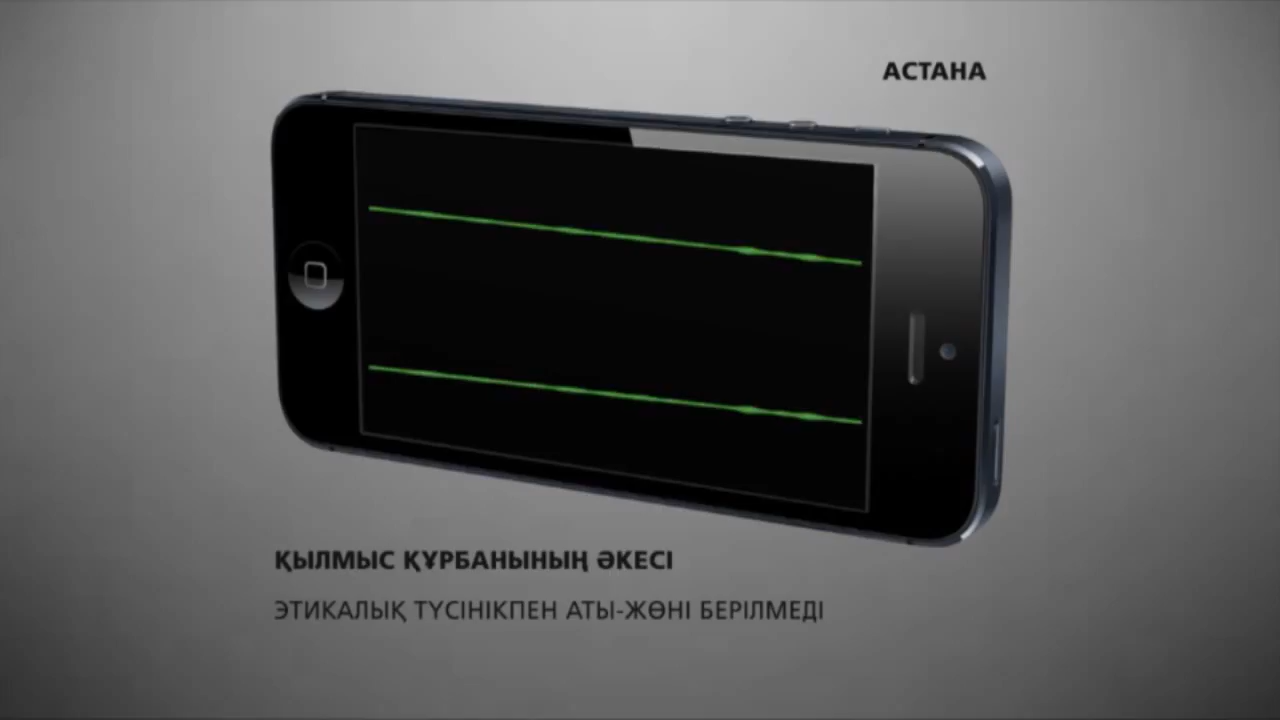 АСТАНА
ҚЫЛМЫС ҚҰРБАНЫНЫҢ ӘКЕСІ
ЭТИКАЛЫҚ ТҮСІНІКПЕН АТЫ-ЖӨНІ БЕРІЛМЕДІ